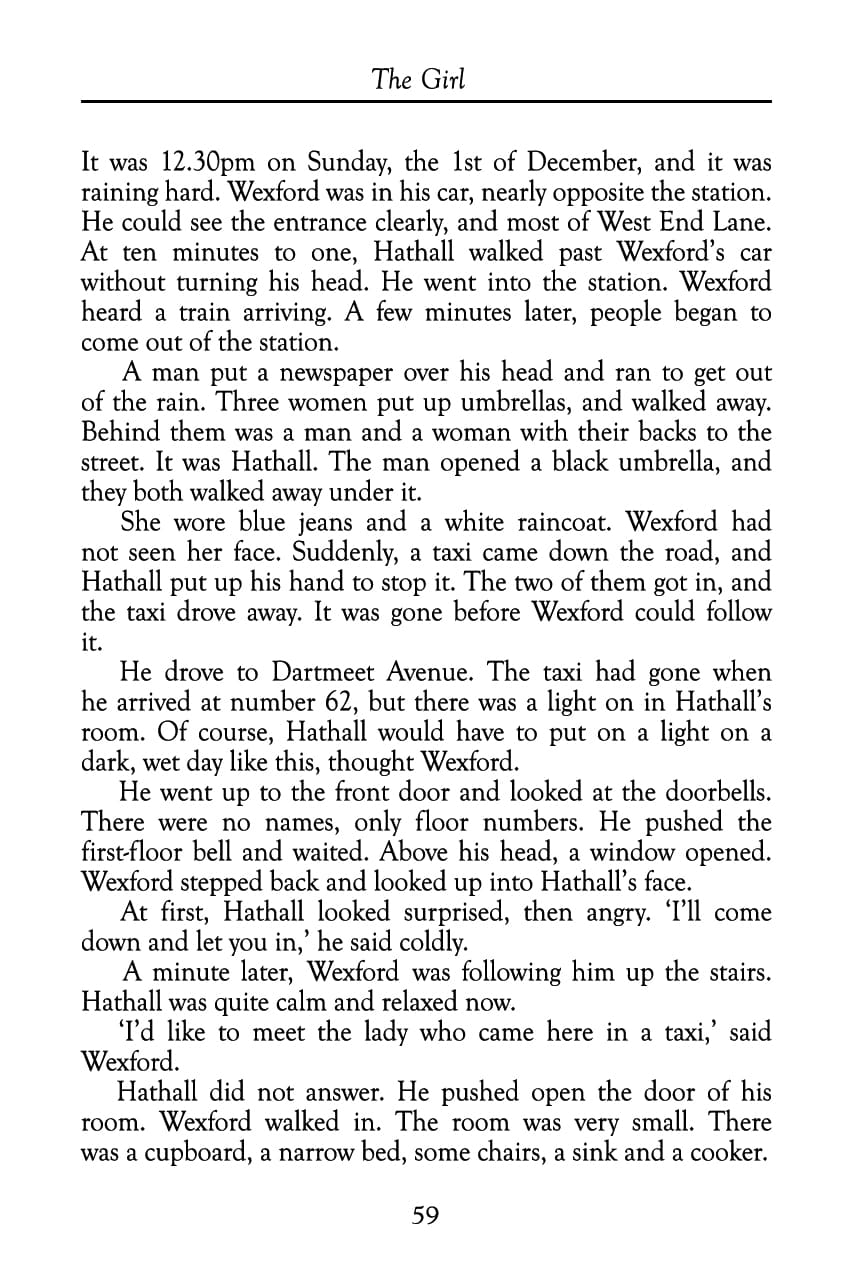 The Girl
It was 12.30pm on Sunday, the 1st of December, and it was
raining hard. Wexford was in his car, nearly opposite the station.
He could see the entrance clearly, and most of West End Lane.
At ten minutes to one, Hathall walked past Wexford’s car
without turning his head. He went into the station. Wexford
heard a train arriving. A few minutes later, people began to
come out of the station.
A man put a newspaper over his head and ran to get out
of the rain. Three women put up umbrellas, and walked away.
Behind them was a man and a woman with their backs to the
street. It was Hathall. The man opened a black umbrella, and
they both walked away under it.
She wore blue jeans and a white raincoat. Wexford had
not seen her face. Suddenly, a taxi came down the road, and
Hathall put up his hand to stop it. The two of them got in, and
the taxi drove away. It was gone before Wexford could follow
it.
He drove to Dartmeet Avenue. The taxi had gone when
he arrived at number 62, but there was a light on in Hathall’s
room. Of course, Hathall would have to put on a light on a
dark, wet day like this, thought Wexford.
He went up to the front door and looked at the doorbells.
There were no names, only floor numbers. He pushed the
first-floor bell and waited. Above his head, a window opened.
Wexford stepped back and looked up into Hathall’s face.
At first, Hathall looked surprised, then angry. ‘I’ll come
down and let you in,’ he said coldly.
A minute later, Wexford was following him up the stairs.
Hathall was quite calm and relaxed now.
‘I’d like to meet the lady who came here in a taxi,’ said
Wexford.
Hathall did not answer. He pushed open the door of his
room. Wexford walked in. The room was very small. There
was a cupboard, a narrow bed, some chairs, a sink and a cooker.
59